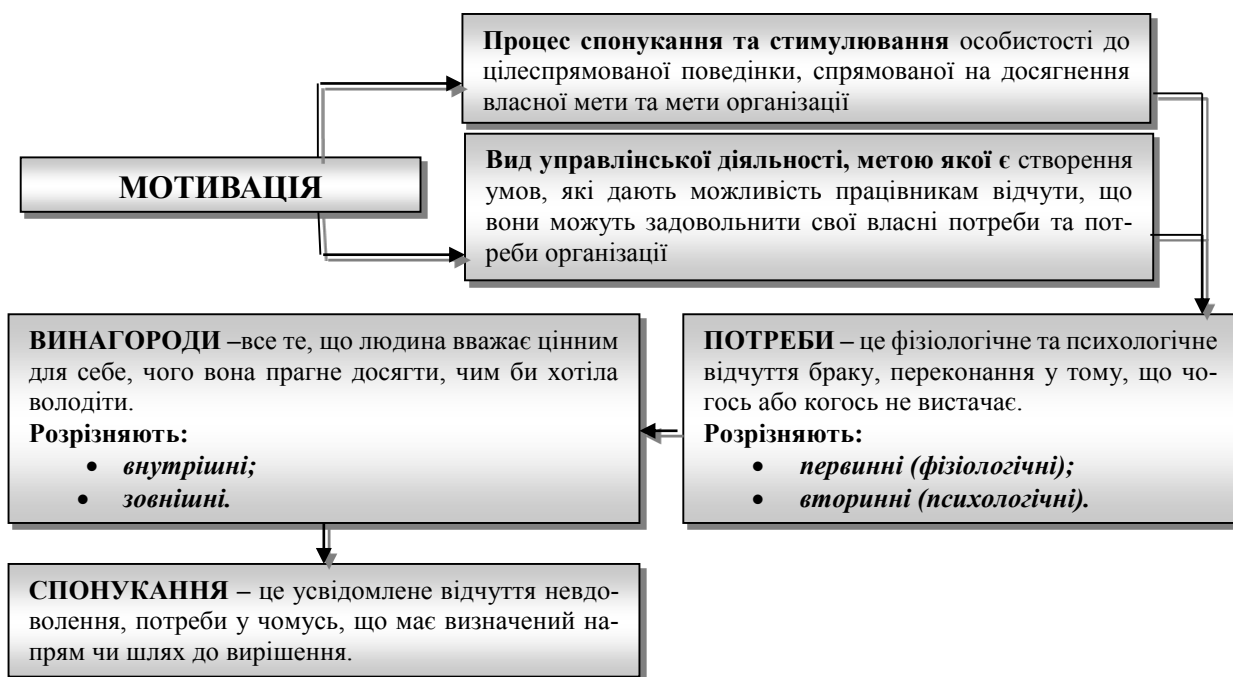 Процес спонукання та стимулювання особистості до
цілеспрямованої поведінки, спрямованої на досягнення
власної мети та мети організації
МОТИВАЦІЯ
Вид управлінської діяльності, метою якої є створення
умов, які дають можливість працівникам відчути, що
вони можуть задовольнити свої власні потреби та пот-
реби організації
ВИНАГОРОДИ –все те, що людина вважає цінним
для себе, чого вона прагне досягти, чим би хотіла
володіти.
Розрізняють:
• внутрішні;
• зовнішні.
ПОТРЕБИ – це фізіологічне та психологічне
відчуття браку, переконання у тому, що чо-
гось або когось не вистачає.
Розрізняють:
• первинні (фізіологічні);
• вторинні (психологічні).
СПОНУКАННЯ – це усвідомлене відчуття невдо-
волення, потреби у чомусь, що має визначений на-
прям чи шлях до вирішення.